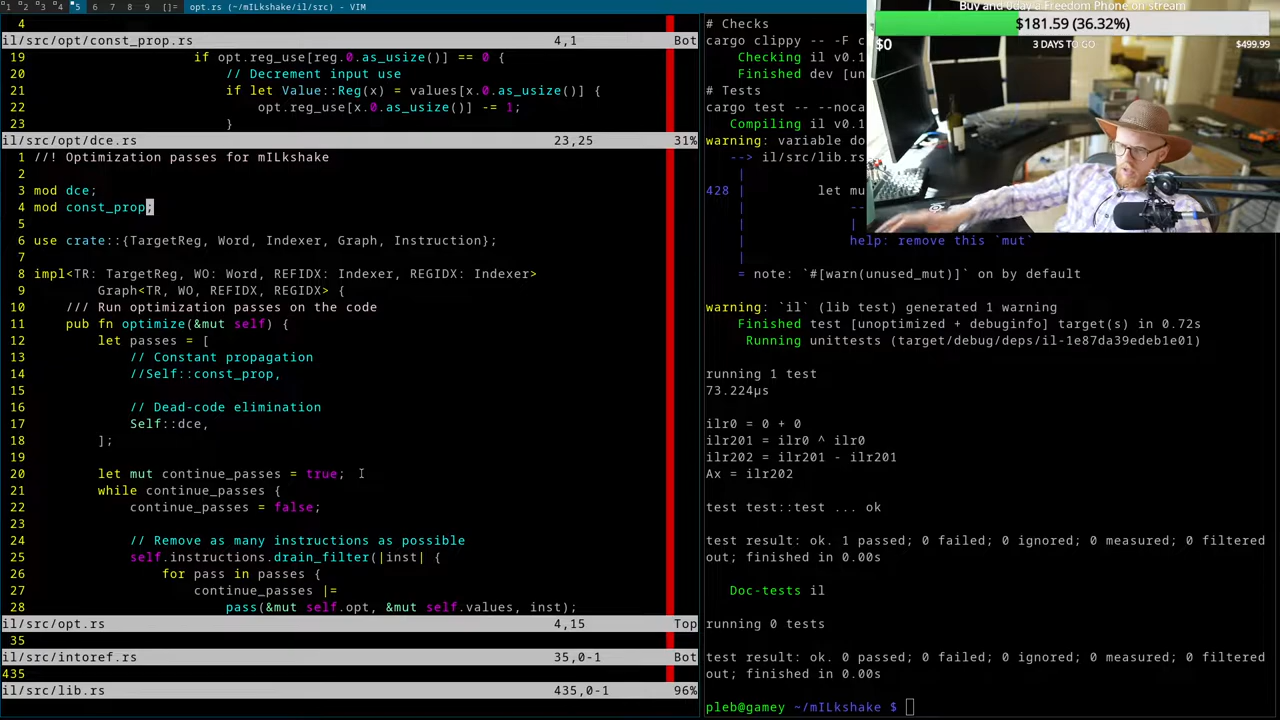 1 2 3 4 5 6 7 8 9 []= opt.rs (~/mILkshake/il/src) - VIM
4
il/src/opt/const_prop.rs 4,1 Bot
19 if opt.reg_use[reg.0.as_usize()] == 0 {
20 // Decrement input use
21 if let Value::Reg(x) = values[x.0.as_usize()] {
22 opt.reg_use[x.0.as_usize()] -= 1;
23 }
il/src/opt/dce.rs 23,25 31%
1 //! Optimization passes for mILkshake
2
3 mod dce;
4 mod const_prop;
5
6 use crate::{TargetReg, Word, Indexer, Graph, Instruction};
7
8 impl<TR: TargetReg, WO: Word, REFIDX: Indexer, REGIDX: Indexer>
9 Graph<TR, WO, REFIDX, REGIDX> {
10 /// Run optimization passes on the code
11 pub fn optimize(&mut self) {
12 let passes = [
13 // Constant propagation
14 //Self::const_prop,
15
16 // Dead-code elimination
17 Self::dce,
18 ];
19
20 let mut continue_passes = true;
21 while continue_passes {
22 continue_passes = false;
23
24 // Remove as many instructions as possible
25 self.instructions.drain_filter(|inst| {
26 for pass in passes {
27 continue_passes |=
28 pass(&mut self.opt, &mut self.values, inst);
il/src/opt.rs 4,15 Top
35
il/src/intoref.rs 35,0-1 Bot
435
il/src/lib.rs 435,0-1 96%
# Checks
cargo clippy -- -F
Checking il v0.1
Finished dev [un
# Tests
cargo test -- --noca
Compiling il v0.1
warning: variable do
--> il/src/lib.rs
|
428 | let mu
| --
| |
| help: remove this `mut`
|
= note: `#[warn(unused_mut)]` on by default
warning: `il` (lib test) generated 1 warning
Finished test [unoptimized + debuginfo] target(s) in 0.72s
Running unittests (target/debug/deps/il-1e87da39edeb1e01)
running 1 test
73.224µs
ilr0 = 0 + 0
ilr201 = ilr0 ^ ilr0
ilr202 = ilr201 - ilr201
Ax = ilr202
test test::test ... ok
test result: ok. 1 passed; 0 failed; 0 ignored; 0 measured; 0 filtered
out; finished in 0.00s
Doc-tests il
running 0 tests
test result: ok. 0 passed; 0 failed; 0 ignored; 0 measured; 0 filtered
out; finished in 0.00s
pleb@gamey ~/mILkshake $
Buy and 0day a Freedom Phone on stream
$181.59 (36.32%)
$0 3 DAYS TO GO $499.99